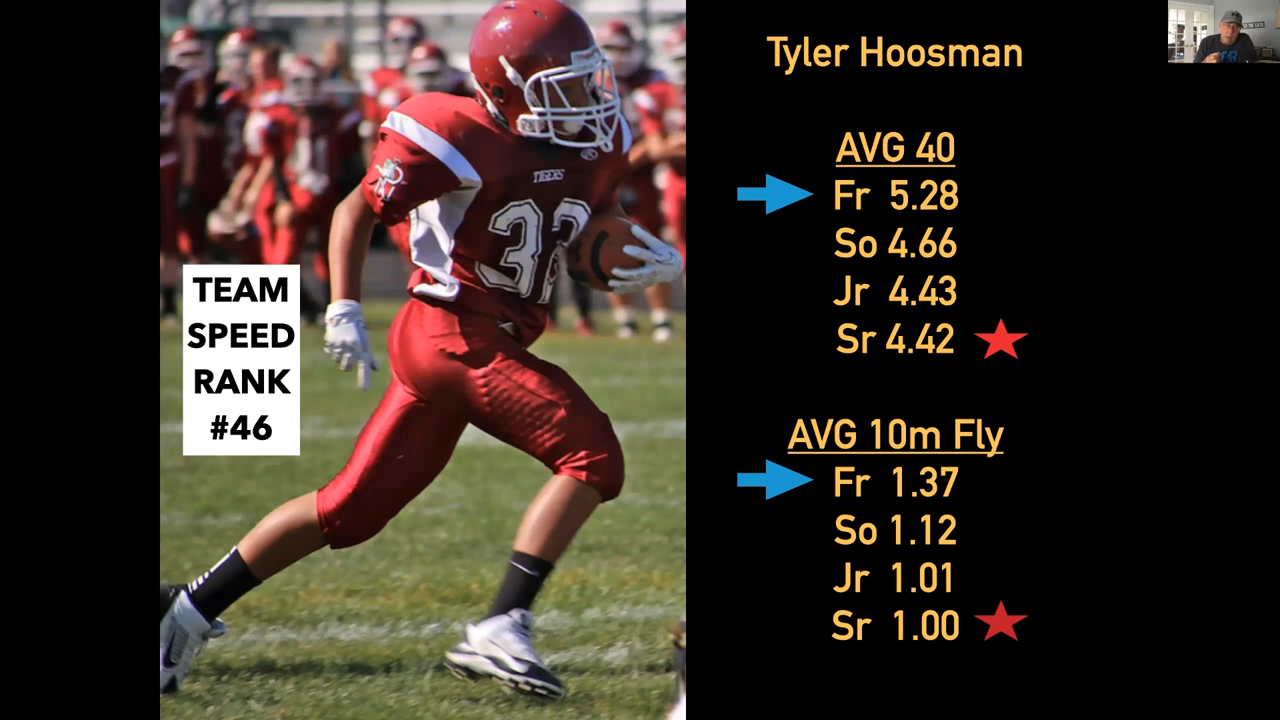 Tyler Hoosman
TEAM
SPEED
RANK
#46
TIGERS
32
AVG 40
Fr 5.28
So 4.66
Jr 4.43
Sr 4.42
AVG 10m Fly
Fr 1.37
So 1.12
Jr 1.01
Sr 1.00